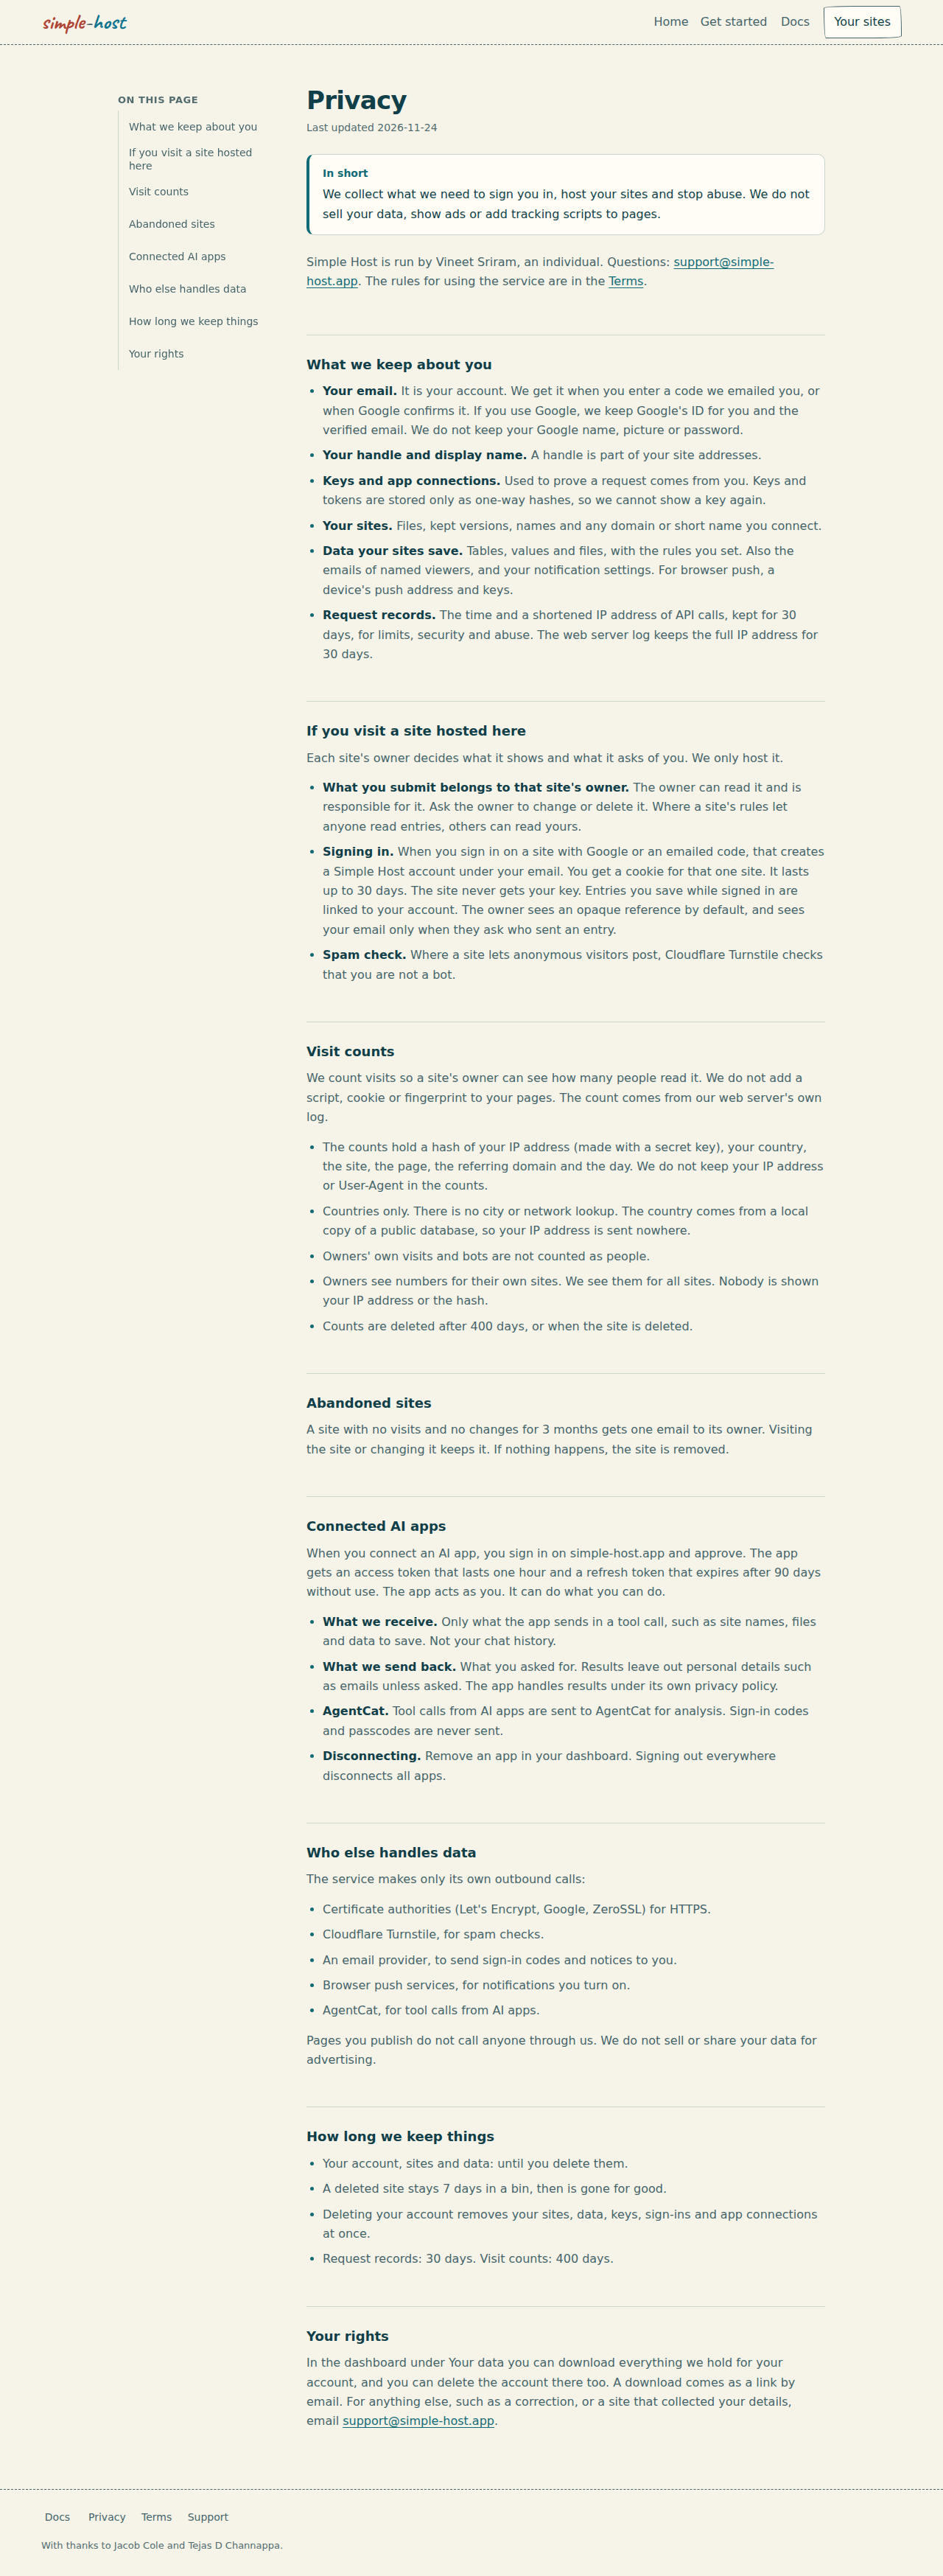 simple-host
Home Get started Docs Your sites
ON THIS PAGE
What we keep about you
If you visit a site hosted
here
Visit counts
Abandoned sites
Connected AI apps
Who else handles data
How long we keep things
Your rights
Privacy
Last updated 2026-11-24
In short
We collect what we need to sign you in, host your sites and stop abuse. We do not
sell your data, show ads or add tracking scripts to pages.
Simple Host is run by Vineet Sriram, an individual. Questions: support@simple-
host.app. The rules for using the service are in the Terms.
What we keep about you
• Your email. It is your account. We get it when you enter a code we emailed you, or
when Google confirms it. If you use Google, we keep Google's ID for you and the
verified email. We do not keep your Google name, picture or password.
• Your handle and display name. A handle is part of your site addresses.
• Keys and app connections. Used to prove a request comes from you. Keys and
tokens are stored only as one-way hashes, so we cannot show a key again.
• Your sites. Files, kept versions, names and any domain or short name you connect.
• Data your sites save. Tables, values and files, with the rules you set. Also the
emails of named viewers, and your notification settings. For browser push, a
device's push address and keys.
• Request records. The time and a shortened IP address of API calls, kept for 30
days, for limits, security and abuse. The web server log keeps the full IP address for
30 days.
If you visit a site hosted here
Each site's owner decides what it shows and what it asks of you. We only host it.
• What you submit belongs to that site's owner. The owner can read it and is
responsible for it. Ask the owner to change or delete it. Where a site's rules let
anyone read entries, others can read yours.
• Signing in. When you sign in on a site with Google or an emailed code, that creates
a Simple Host account under your email. You get a cookie for that one site. It lasts
up to 30 days. The site never gets your key. Entries you save while signed in are
linked to your account. The owner sees an opaque reference by default, and sees
your email only when they ask who sent an entry.
• Spam check. Where a site lets anonymous visitors post, Cloudflare Turnstile checks
that you are not a bot.
Visit counts
We count visits so a site's owner can see how many people read it. We do not add a
script, cookie or fingerprint to your pages. The count comes from our web server's own
log.
• The counts hold a hash of your IP address (made with a secret key), your country,
the site, the page, the referring domain and the day. We do not keep your IP address
or User-Agent in the counts.
• Countries only. There is no city or network lookup. The country comes from a local
copy of a public database, so your IP address is sent nowhere.
• Owners' own visits and bots are not counted as people.
• Owners see numbers for their own sites. We see them for all sites. Nobody is shown
your IP address or the hash.
• Counts are deleted after 400 days, or when the site is deleted.
Abandoned sites
A site with no visits and no changes for 3 months gets one email to its owner. Visiting
the site or changing it keeps it. If nothing happens, the site is removed.
Connected AI apps
When you connect an AI app, you sign in on simple-host.app and approve. The app
gets an access token that lasts one hour and a refresh token that expires after 90 days
without use. The app acts as you. It can do what you can do.
• What we receive. Only what the app sends in a tool call, such as site names, files
and data to save. Not your chat history.
• What we send back. What you asked for. Results leave out personal details such
as emails unless asked. The app handles results under its own privacy policy.
• AgentCat. Tool calls from AI apps are sent to AgentCat for analysis. Sign-in codes
and passcodes are never sent.
• Disconnecting. Remove an app in your dashboard. Signing out everywhere
disconnects all apps.
Who else handles data
The service makes only its own outbound calls:
• Certificate authorities (Let's Encrypt, Google, ZeroSSL) for HTTPS.
• Cloudflare Turnstile, for spam checks.
• An email provider, to send sign-in codes and notices to you.
• Browser push services, for notifications you turn on.
• AgentCat, for tool calls from AI apps.
Pages you publish do not call anyone through us. We do not sell or share your data for
advertising.
How long we keep things
• Your account, sites and data: until you delete them.
• A deleted site stays 7 days in a bin, then is gone for good.
• Deleting your account removes your sites, data, keys, sign-ins and app connections
at once.
• Request records: 30 days. Visit counts: 400 days.
Your rights
In the dashboard under Your data you can download everything we hold for your
account, and you can delete the account there too. A download comes as a link by
email. For anything else, such as a correction, or a site that collected your details,
email support@simple-host.app.
Docs Privacy Terms Support
With thanks to Jacob Cole and Tejas D Channappa.